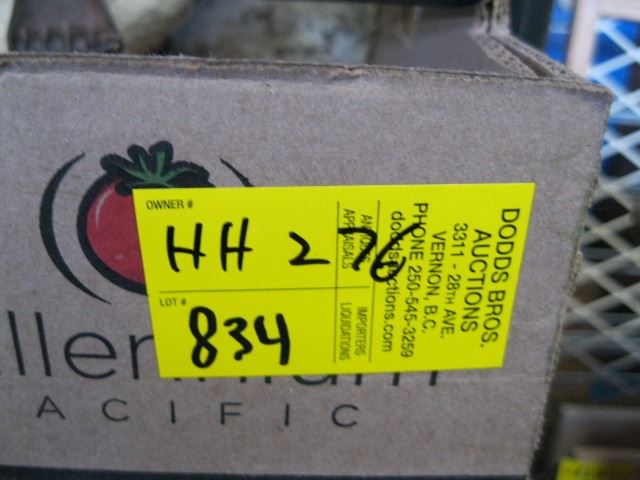 OWNER #
HH 276
LOT #
834
APPRAISALS
IMPORTERS
LIQUIDATIONS
DODDS BROS.
AUCTIONS
3311 - 28TH AVE.
VERNON, B.C.
PHONE 250-545-3259
doddsauctions.com
ACIFIC